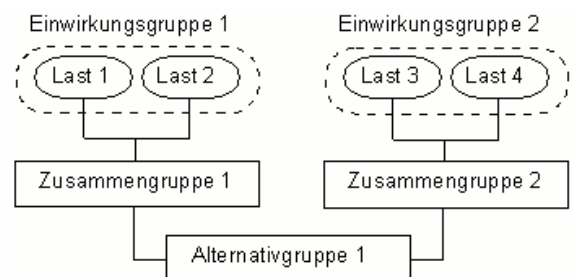 Einwirkungsgruppe 1 Einwirkungsgruppe 2
Last 1 Last 2 Last 3 Last 4
Zusammengruppe 1 Zusammengruppe 2
Alternativgruppe 1